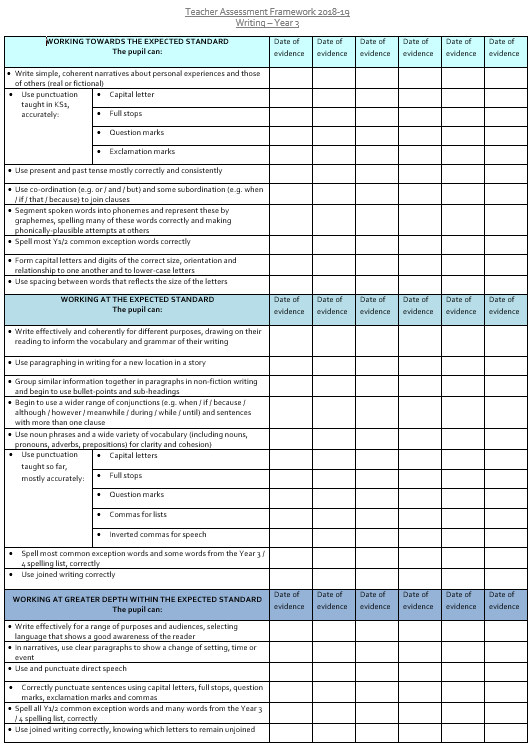 Teacher Assessment Framework 2018-19
Writing – Year 3
WORKING TOWARDS THE EXPECTED STANDARD
The pupil can:
Date of evidence
Date of evidence
Date of evidence
Date of evidence
Date of evidence
Date of evidence
• Write simple, coherent narratives about personal experiences and those
of others (real or fictional)
• Use punctuation
taught in KS1,
accurately:
• Capital letter
• Full stops
• Question marks
• Exclamation marks
• Use present and past tense mostly correctly and consistently
• Use co-ordination (e.g. or / and / but) and some subordination (e.g. when
/ if / that / because) to join clauses
• Segment spoken words into phonemes and represent these by
graphemes, spelling many of these words correctly and making
phonically-plausible attempts at others
• Spell most Y1/2 common exception words correctly
• Form capital letters and digits of the correct size, orientation and
relationship to one another and to lower-case letters
• Use spacing between words that reflects the size of the letters
WORKING AT THE EXPECTED STANDARD
The pupil can:
Date of evidence
Date of evidence
Date of evidence
Date of evidence
Date of evidence
Date of evidence
• Write effectively and coherently for different purposes, drawing on their
reading to inform the vocabulary and grammar of their writing
• Use paragraphing in writing for a new location in a story
• Group similar information together in paragraphs in non-fiction writing
and begin to use bullet-points and sub-headings
• Begin to use a wider range of conjunctions (e.g. when / if / because /
although / however / meanwhile / during / while / until) and sentences
with more than one clause
• Use noun phrases and a wide variety of vocabulary (including nouns,
pronouns, adverbs, prepositions) for clarity and cohesion)
• Use punctuation
taught so far,
mostly accurately:
• Capital letters
• Full stops
• Question marks
• Commas for lists
• Inverted commas for speech
• Spell most common exception words and some words from the Year 3 /
4 spelling list, correctly
• Use joined writing correctly
WORKING AT GREATER DEPTH WITHIN THE EXPECTED STANDARD
The pupil can:
Date of evidence
Date of evidence
Date of evidence
Date of evidence
Date of evidence
Date of evidence
• Write effectively for a range of purposes and audiences, selecting
language that shows a good awareness of the reader
• In narratives, use clear paragraphs to show a change of setting, time or
event
• Use and punctuate direct speech
• Correctly punctuate sentences using capital letters, full stops, question
marks, exclamation marks and commas
• Spell all Y1/2 common exception words and many words from the Year 3
/ 4 spelling list, correctly
• Use joined writing correctly, knowing which letters to remain unjoined